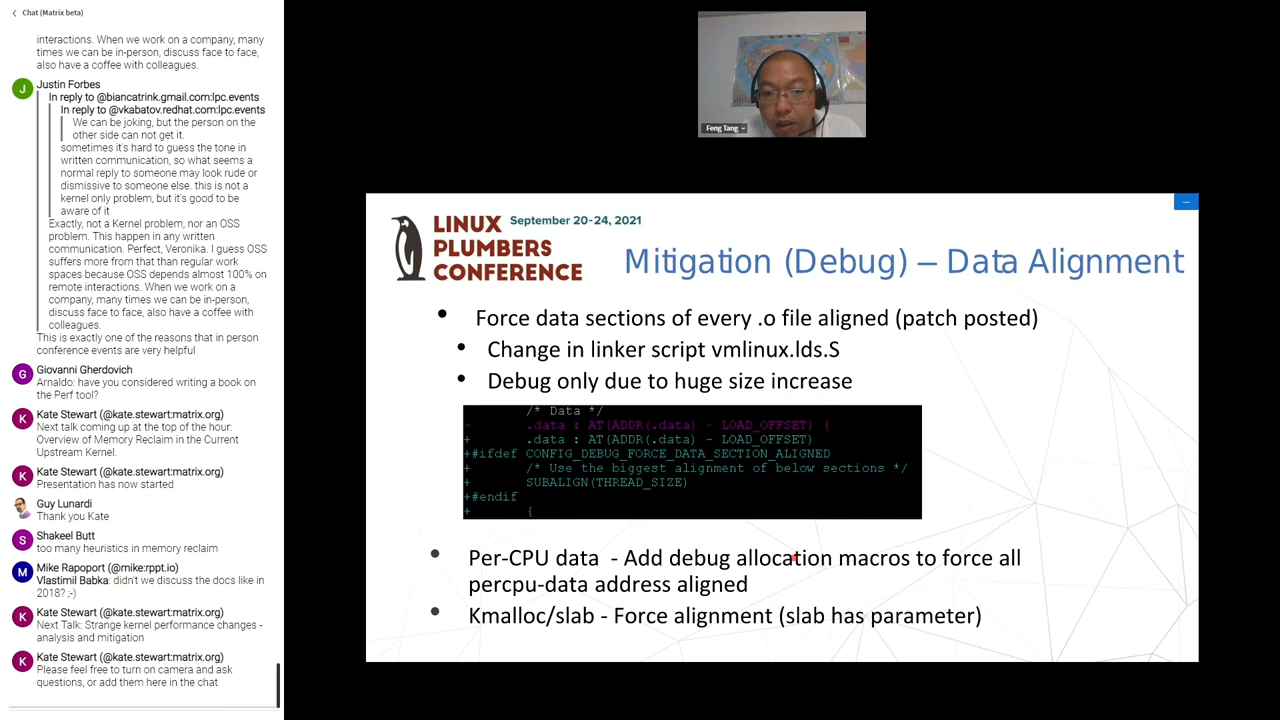 Chat (Matrix beta)
interactions. When we work on a company, many
times we can be in-person, discuss face to face,
also have a coffee with colleagues.
J
Justin Forbes
In reply to @biancatrink.gmail.com:lpc.events
In reply to @vkabatov.redhat.com:lpc.events
We can be joking, but the person on the
other side can not get it.
sometimes it's hard to guess the tone in
written communication, so what seems a
normal reply to someone may look rude or
dismissive to someone else. this is not a
kernel only problem, but it's good to be
aware of it
Exactly, not a Kernel problem, nor an OSS
problem. This happen in any written
communication. Perfect, Veronika. I guess OSS
suffers more from that than regular work
spaces because OSS depends almost 100% on
remote interactions. When we work on a
company, many times we can be in-person,
discuss face to face, also have a coffee with
colleagues.
This is exactly one of the reasons that in person
conference events are very helpful
G
Giovanni Gherdovich
Arnaldo: have you considered writing a book on
the Perf tool?
K
Kate Stewart (@kate.stewart:matrix.org)
Next talk coming up at the top of the hour:
Overview of Memory Reclaim in the Current
Upstream Kernel.
K
Kate Stewart (@kate.stewart:matrix.org)
Presentation has now started
Guy Lunardi
Thank you Kate
S
Shakeel Butt
too many heuristics in memory reclaim
M
Mike Rapoport (@mike:rppt.io)
Vlastimil Babka: didn't we discuss the docs like in
2018? ;-)
K
Kate Stewart (@kate.stewart:matrix.org)
Next Talk: Strange kernel performance changes -
analysis and mitigation
K
Kate Stewart (@kate.stewart:matrix.org)
Please feel free to turn on camera and ask
questions, or add them here in the chat
Feng Tang
LINUX
PLUMBERS
CONFERENCE
September 20-24, 2021
Mitigation (Debug) – Data Alignment
• Force data sections of every .o file aligned (patch posted)
• Change in linker script vmlinux.lds.S
• Debug only due to huge size increase
/* Data */
- .data : AT(ADDR(.data) - LOAD_OFFSET) {
+ .data : AT(ADDR(.data) - LOAD_OFFSET)
+#ifdef CONFIG_DEBUG_FORCE_DATA_SECTION_ALIGNED
+ /* Use the biggest alignment of below sections */
+ SUBALIGN(THREAD_SIZE)
+#endif
+ {
• Per-CPU data - Add debug allocation macros to force all
percpu-data address aligned
• Kmalloc/slab - Force alignment (slab has parameter)